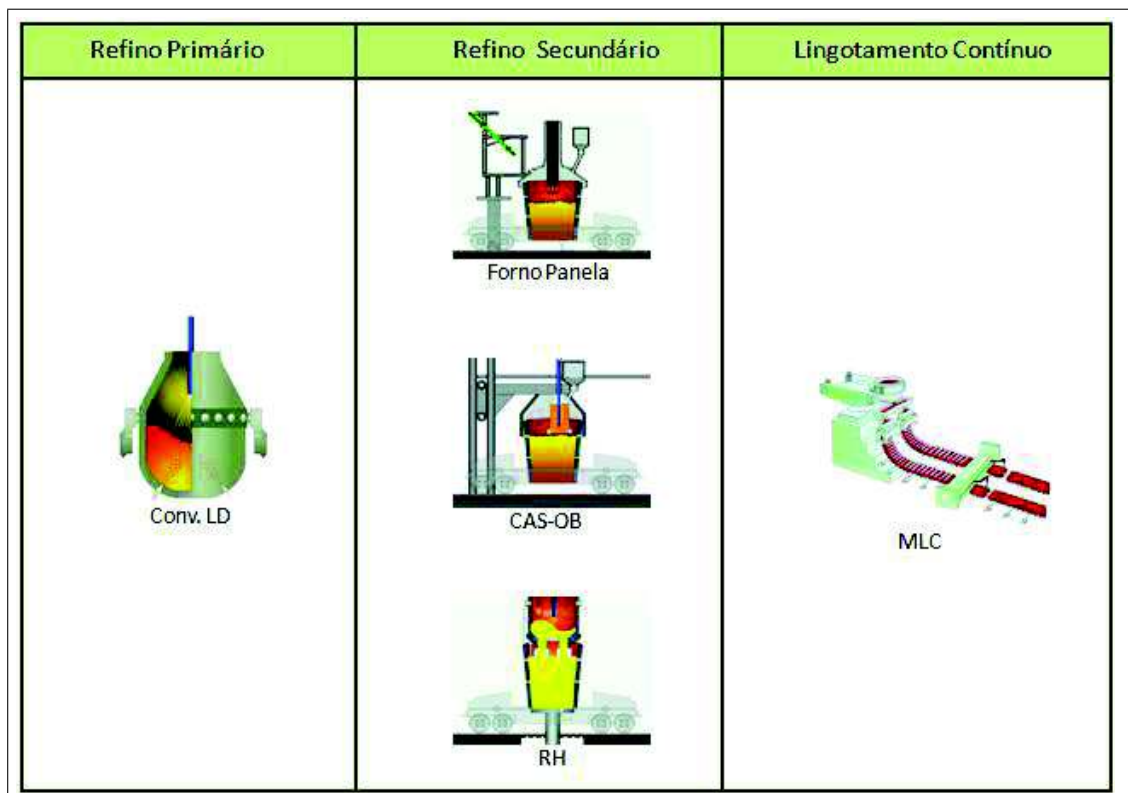 Refino Primário
Refino Secundário
Lingotamento Contínuo
Conv. LD
Forno Panela
CAS-OB
RH
MLC